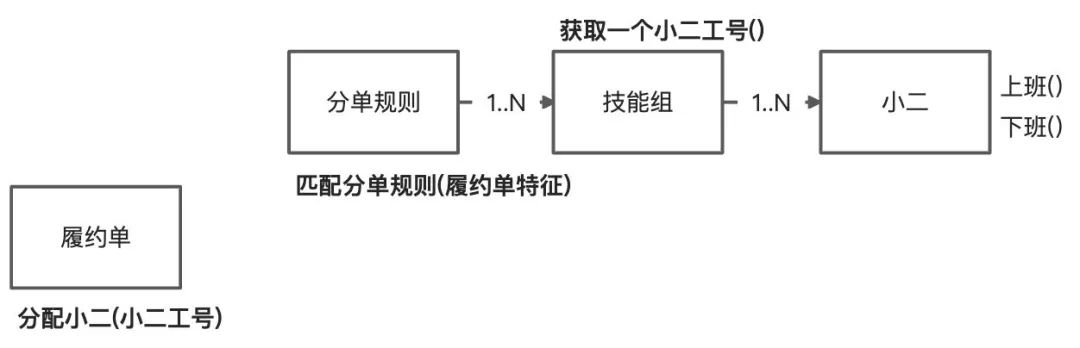 获取一个小二工号()
分单规则
1..N
技能组
1..N
小二
上班()
下班()
匹配分单规则(履约单特征)
履约单
分配小二(小二工号)